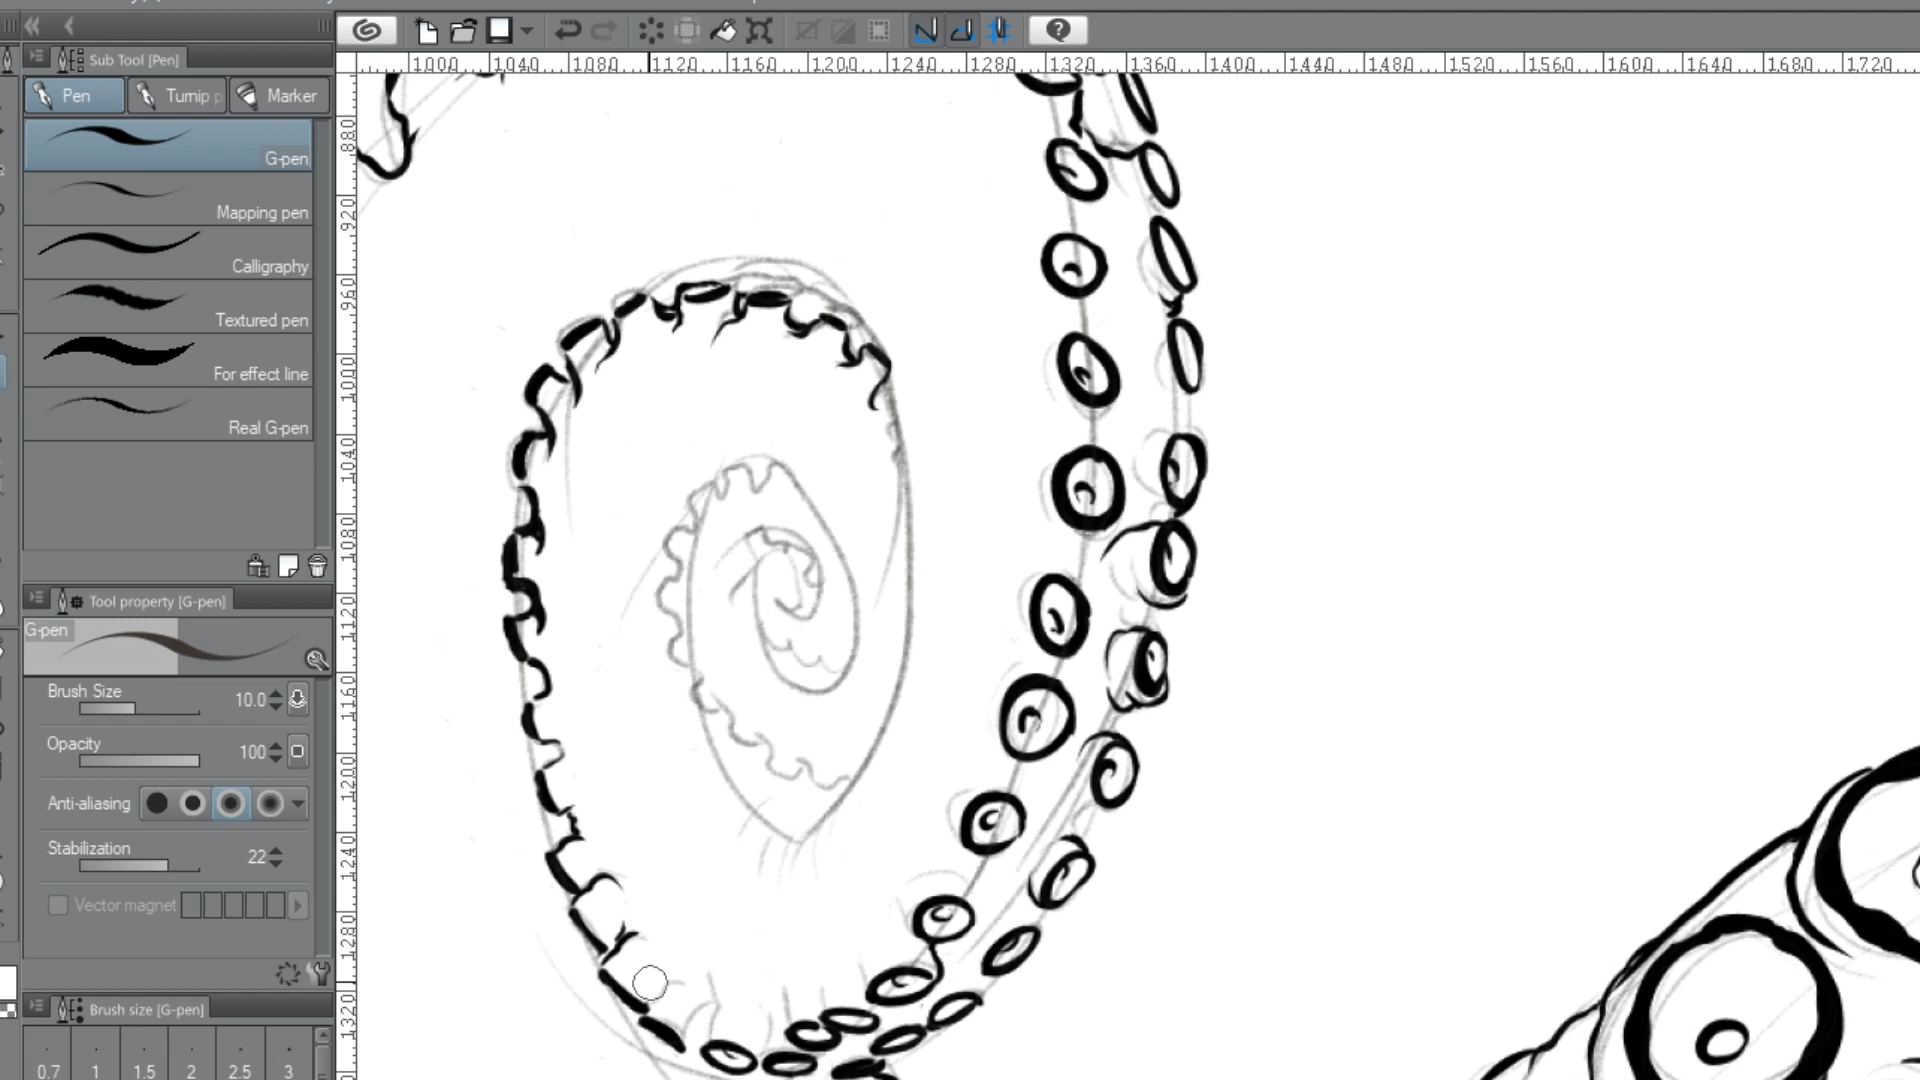 Sub Tool [Pen]
Pen
Turnip p
Marker
G-pen
Mapping pen
Calligraphy
Textured pen
For effect line
Real G-pen
Tool property [G-pen]
G-pen
Brush Size 10.0
Opacity 100
Anti-aliasing
Stabilization 22
Vector magnet
Brush size [G-pen]
0.7 1 1.5 2 2.5 3
?
1000 1040 1080 1120 1160 1200 1240 1280 1320 1360 1400 1440 1480 1520 1560 1600 1640 1680 1720
880
920
960
1000
1040
1080
1120
1160
1200
1240
1280
1320